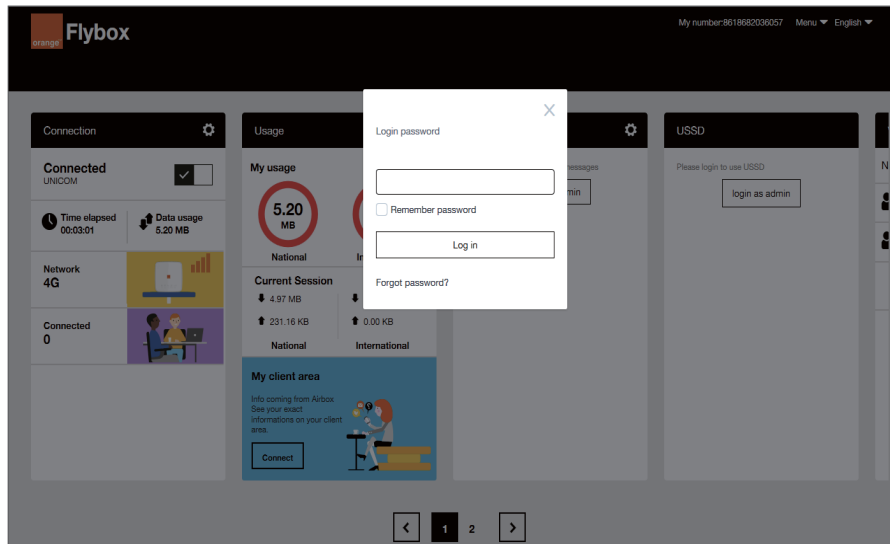 orange
Flybox
My number:8618682036057 Menu English
Login password
Remember password
Log in
Forgot password?
Connection
Connected
UNICOM
Time elapsed
00:03:01
Data usage
5.20 MB
Network
4G
Connected
0
Usage
My usage
5.20
MB
National
Current Session
4.97 MB
231.16 KB
0.00 KB
National
International
My client area
Info coming from Airbox
See your exact
informations on your client
area.
Connect
USSD
Please login to use USSD
login as admin
N
1 2